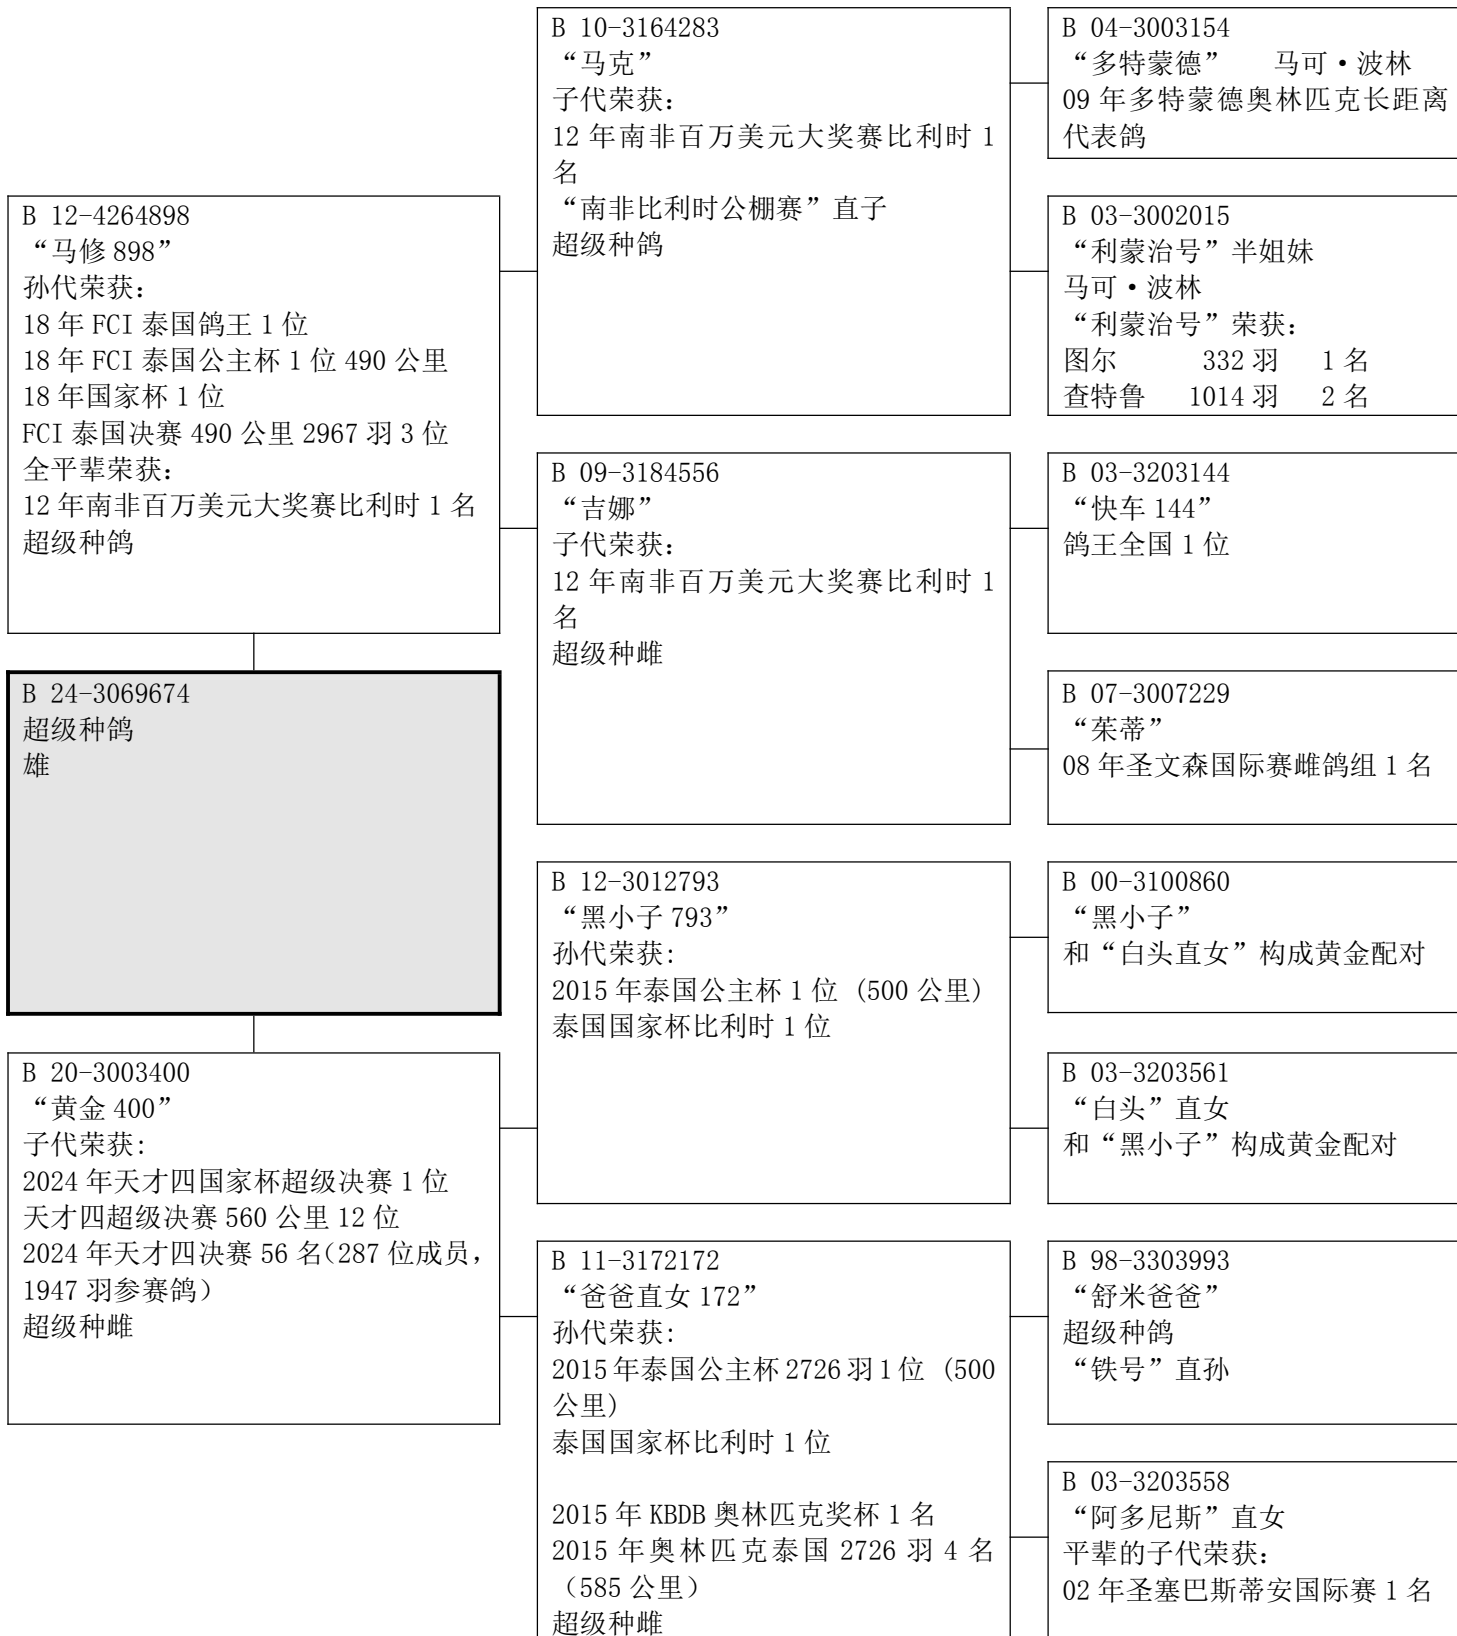 B 12-4264898
“马修 898”
孙代荣获：
18 年 FCI 泰国鸽王 1 位
18 年 FCI 泰国公主杯 1 位 490 公里
18 年国家杯 1 位
FCI 泰国决赛 490 公里 2967 羽 3 位
全平辈荣获：
12 年南非百万美元大奖赛比利时 1 名
超级种鸽
B 24-3069674
超级种鸽
雄
B 20-3003400
“黄金 400”
子代荣获：
2024 年天才四国家杯超级决赛 1 位
天才四超级决赛 560 公里 12 位
2024 年天才四决赛 56 名（287 位成员，
1947 羽参赛鸽）
超级种雌
B 10-3164283
“马克”
子代荣获：
12 年南非百万美元大奖赛比利时 1
名
“南非比利时公棚赛”直子
超级种鸽
B 09-3184556
“吉娜”
子代荣获：
12 年南非百万美元大奖赛比利时 1
名
超级种雌
B 12-3012793
“黑小子 793”
孙代荣获：
2015 年泰国公主杯 1 位 (500 公里)
泰国国家杯比利时 1 位
B 11-3172172
“爸爸直女 172”
孙代荣获：
2015 年泰国公主杯 2726 羽 1 位 (500
公里)
泰国国家杯比利时 1 位
2015 年 KBDB 奥林匹克奖杯 1 名
2015 年奥林匹克泰国 2726 羽 4 名
（585 公里）
超级种雌
B 04-3003154
“多特蒙德” 马可•波林
09 年多特蒙德奥林匹克长距离
代表鸽
B 03-3002015
“利蒙治号”半姐妹
马可•波林
“利蒙治号”荣获：
图尔 332 羽 1 名
查特鲁 1014 羽 2 名
B 03-3203144
“快车 144”
鸽王全国 1 位
B 07-3007229
“茱蒂”
08 年圣文森国际赛雌鸽组 1 名
B 00-3100860
“黑小子”
和“白头直女”构成黄金配对
B 03-3203561
“白头”直女
和“黑小子”构成黄金配对
B 98-3303993
“舒米爸爸”
超级种鸽
“铁号”直孙
B 03-3203558
“阿多尼斯”直女
平辈的子代荣获：
02 年圣塞巴斯蒂安国际赛 1 名